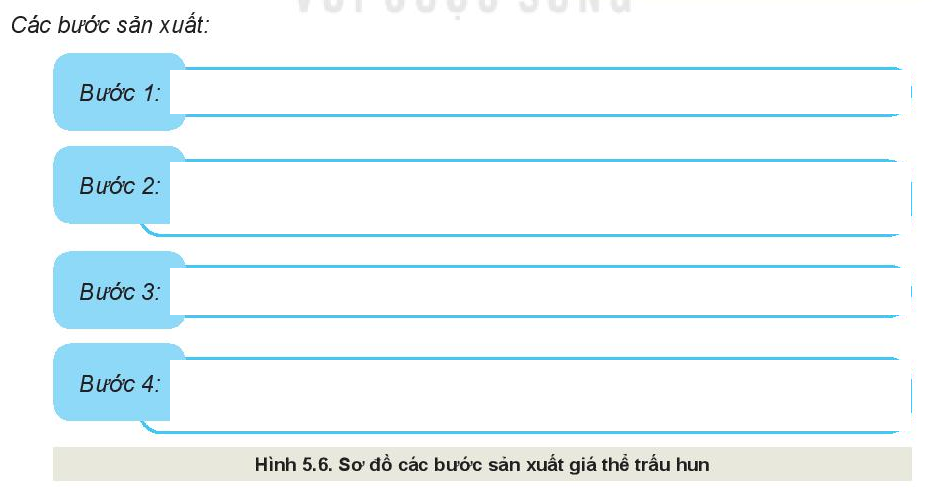 Các bước sản xuất:
Bước 1:
Bước 2:
Bước 3:
Bước 4:
Hình 5.6. Sơ đồ các bước sản xuất giá thể trấu hun